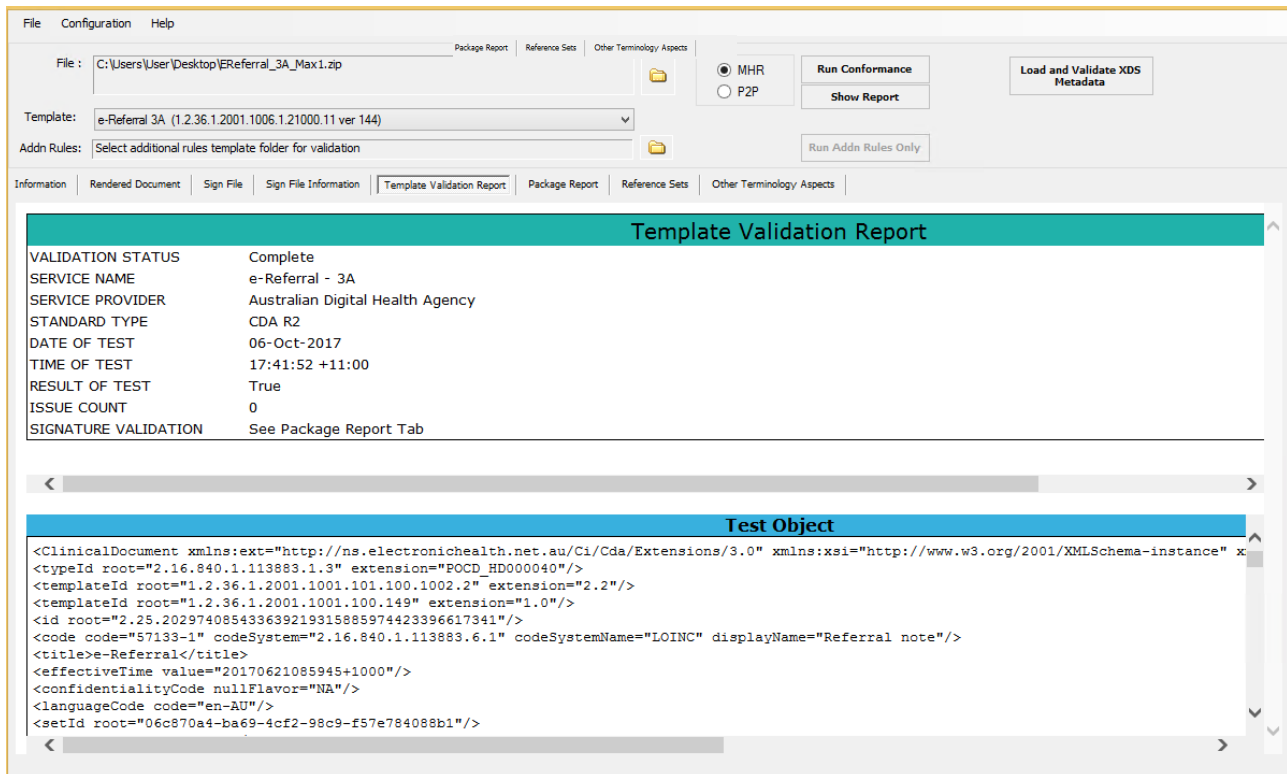 File Configuration Help
Package Report Reference Sets Other Terminology Aspects
File : C:\Users\User\Desktop\EReferral_3A_Max1.zip
MHR
P2P
Run Conformance
Show Report
Load and Validate XDS
Metadata
Template: e-Referral 3A (1.2.36.1.2001.1006.1.21000.11 ver 144)
Addn Rules: Select additional rules template folder for validation
Run Addn Rules Only
Information Rendered Document Sign File Sign File Information Template Validation Report Package Report Reference Sets Other Terminology Aspects
Template Validation Report
VALIDATION STATUS Complete
SERVICE NAME e-Referral - 3A
SERVICE PROVIDER Australian Digital Health Agency
STANDARD TYPE CDA R2
DATE OF TEST 06-Oct-2017
TIME OF TEST 17:41:52 +11:00
RESULT OF TEST True
ISSUE COUNT 0
SIGNATURE VALIDATION See Package Report Tab
Test Object
<ClinicalDocument xmlns:ext="http://ns.electronichealth.net.au/Ci/Cda/Extensions/3.0" xmlns:xsi="http://www.w3.org/2001/XMLSchema-instance" x
<typeId root="2.16.840.1.113883.1.3" extension="POCD_HD000040"/>
<templateId root="1.2.36.1.2001.1001.101.100.1002.2" extension="2.2"/>
<templateId root="1.2.36.1.2001.1001.100.149" extension="1.0"/>
<id root="2.25.202974085433639219315885974423396617341"/>
<code code="57133-1" codeSystem="2.16.840.1.113883.6.1" codeSystemName="LOINC" displayName="Referral note"/>
<title>e-Referral</title>
<effectiveTime value="20170621085945+1000"/>
<confidentialityCode nullFlavor="NA"/>
<languageCode code="en-AU"/>
<setId root="06c870a4-ba69-4cf2-98c9-f57e784088b1"/>